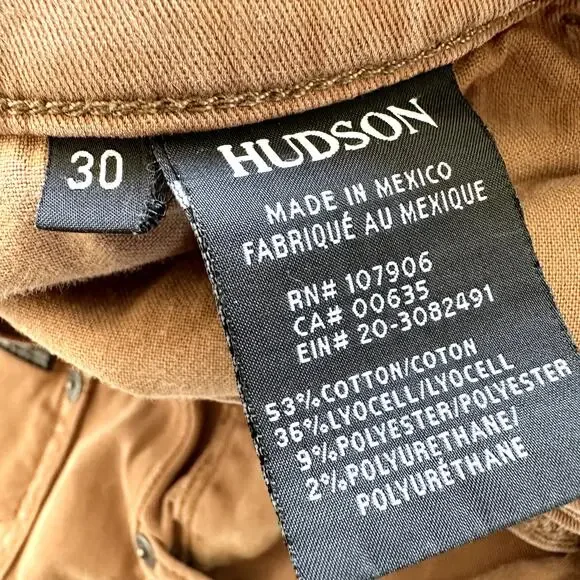 30
HUDSON
MADE IN MEXICO
FABRIQUÉ AU MEXIQUE
RN# 107906
CA# 00635
EIN# 20-3082491
53%COTTON/COTON
36%LYOCELL/LYOCELL
9%POLYESTER/POLYESTER
2%POLYURETHANE/
POLYURÉTHANE